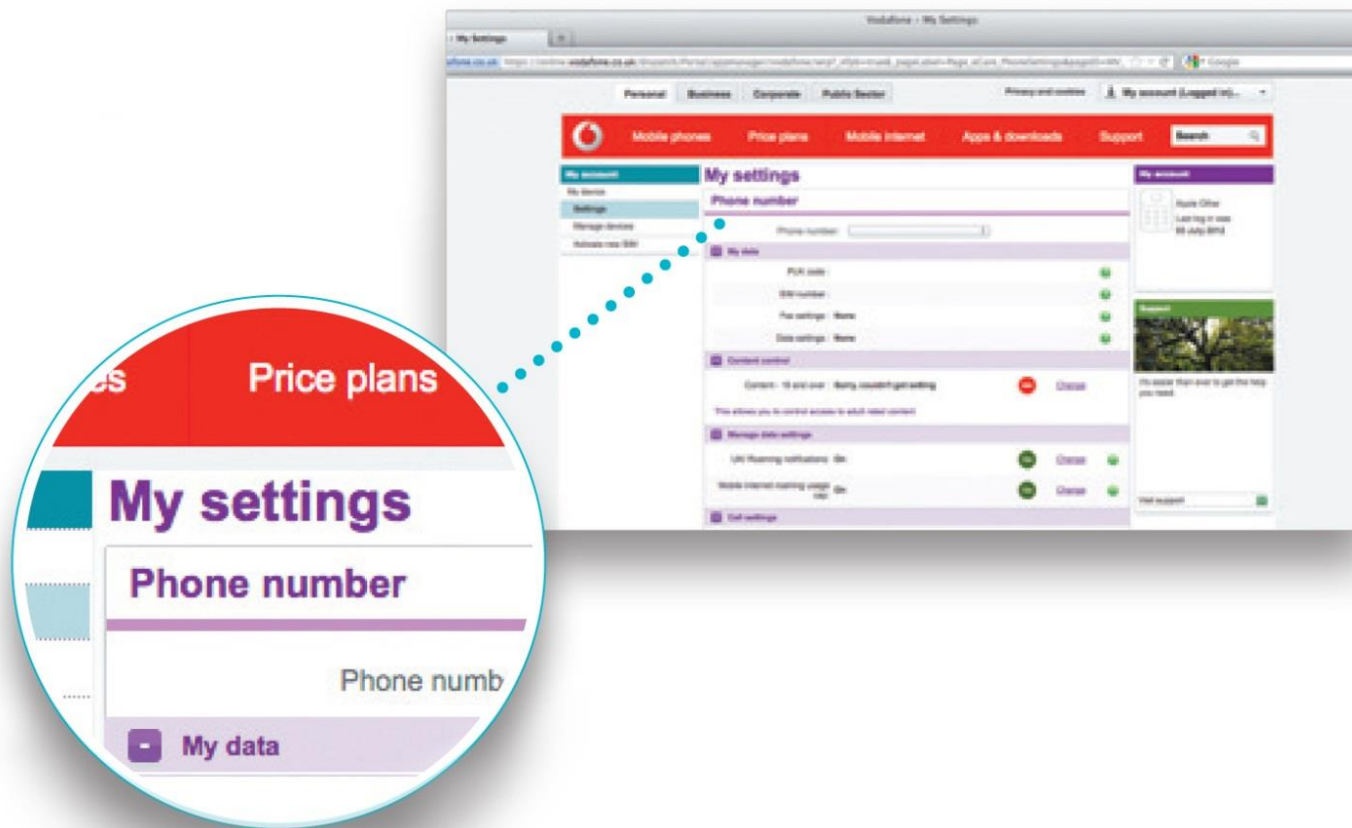 Vodafone - My Settings
My Settings
Personal Business Corporate Public Sector Privacy and cookies My account (Logged in)...
Mobile phones Price plans Mobile internet Apps & downloads Support Search
My account
My device
Settings
Manage devices
Activate new SIM
My settings
Phone number
Phone number
My data
PUK code :
SIM number :
Fax settings : None
Data settings : None
Content control
Content - 18 and over : Sorry, couldn't get setting Change
This allows you to control access to adult rated content
Manage data settings
Roaming notifications On Change
Mobile internet roaming usage On Change
Call settings
My account
Apple Other
Last log in was
July 2012
Support
It's easier than ever to get the help
you need.
Visit support
Price plans
My settings
Phone number
Phone numb
- My data